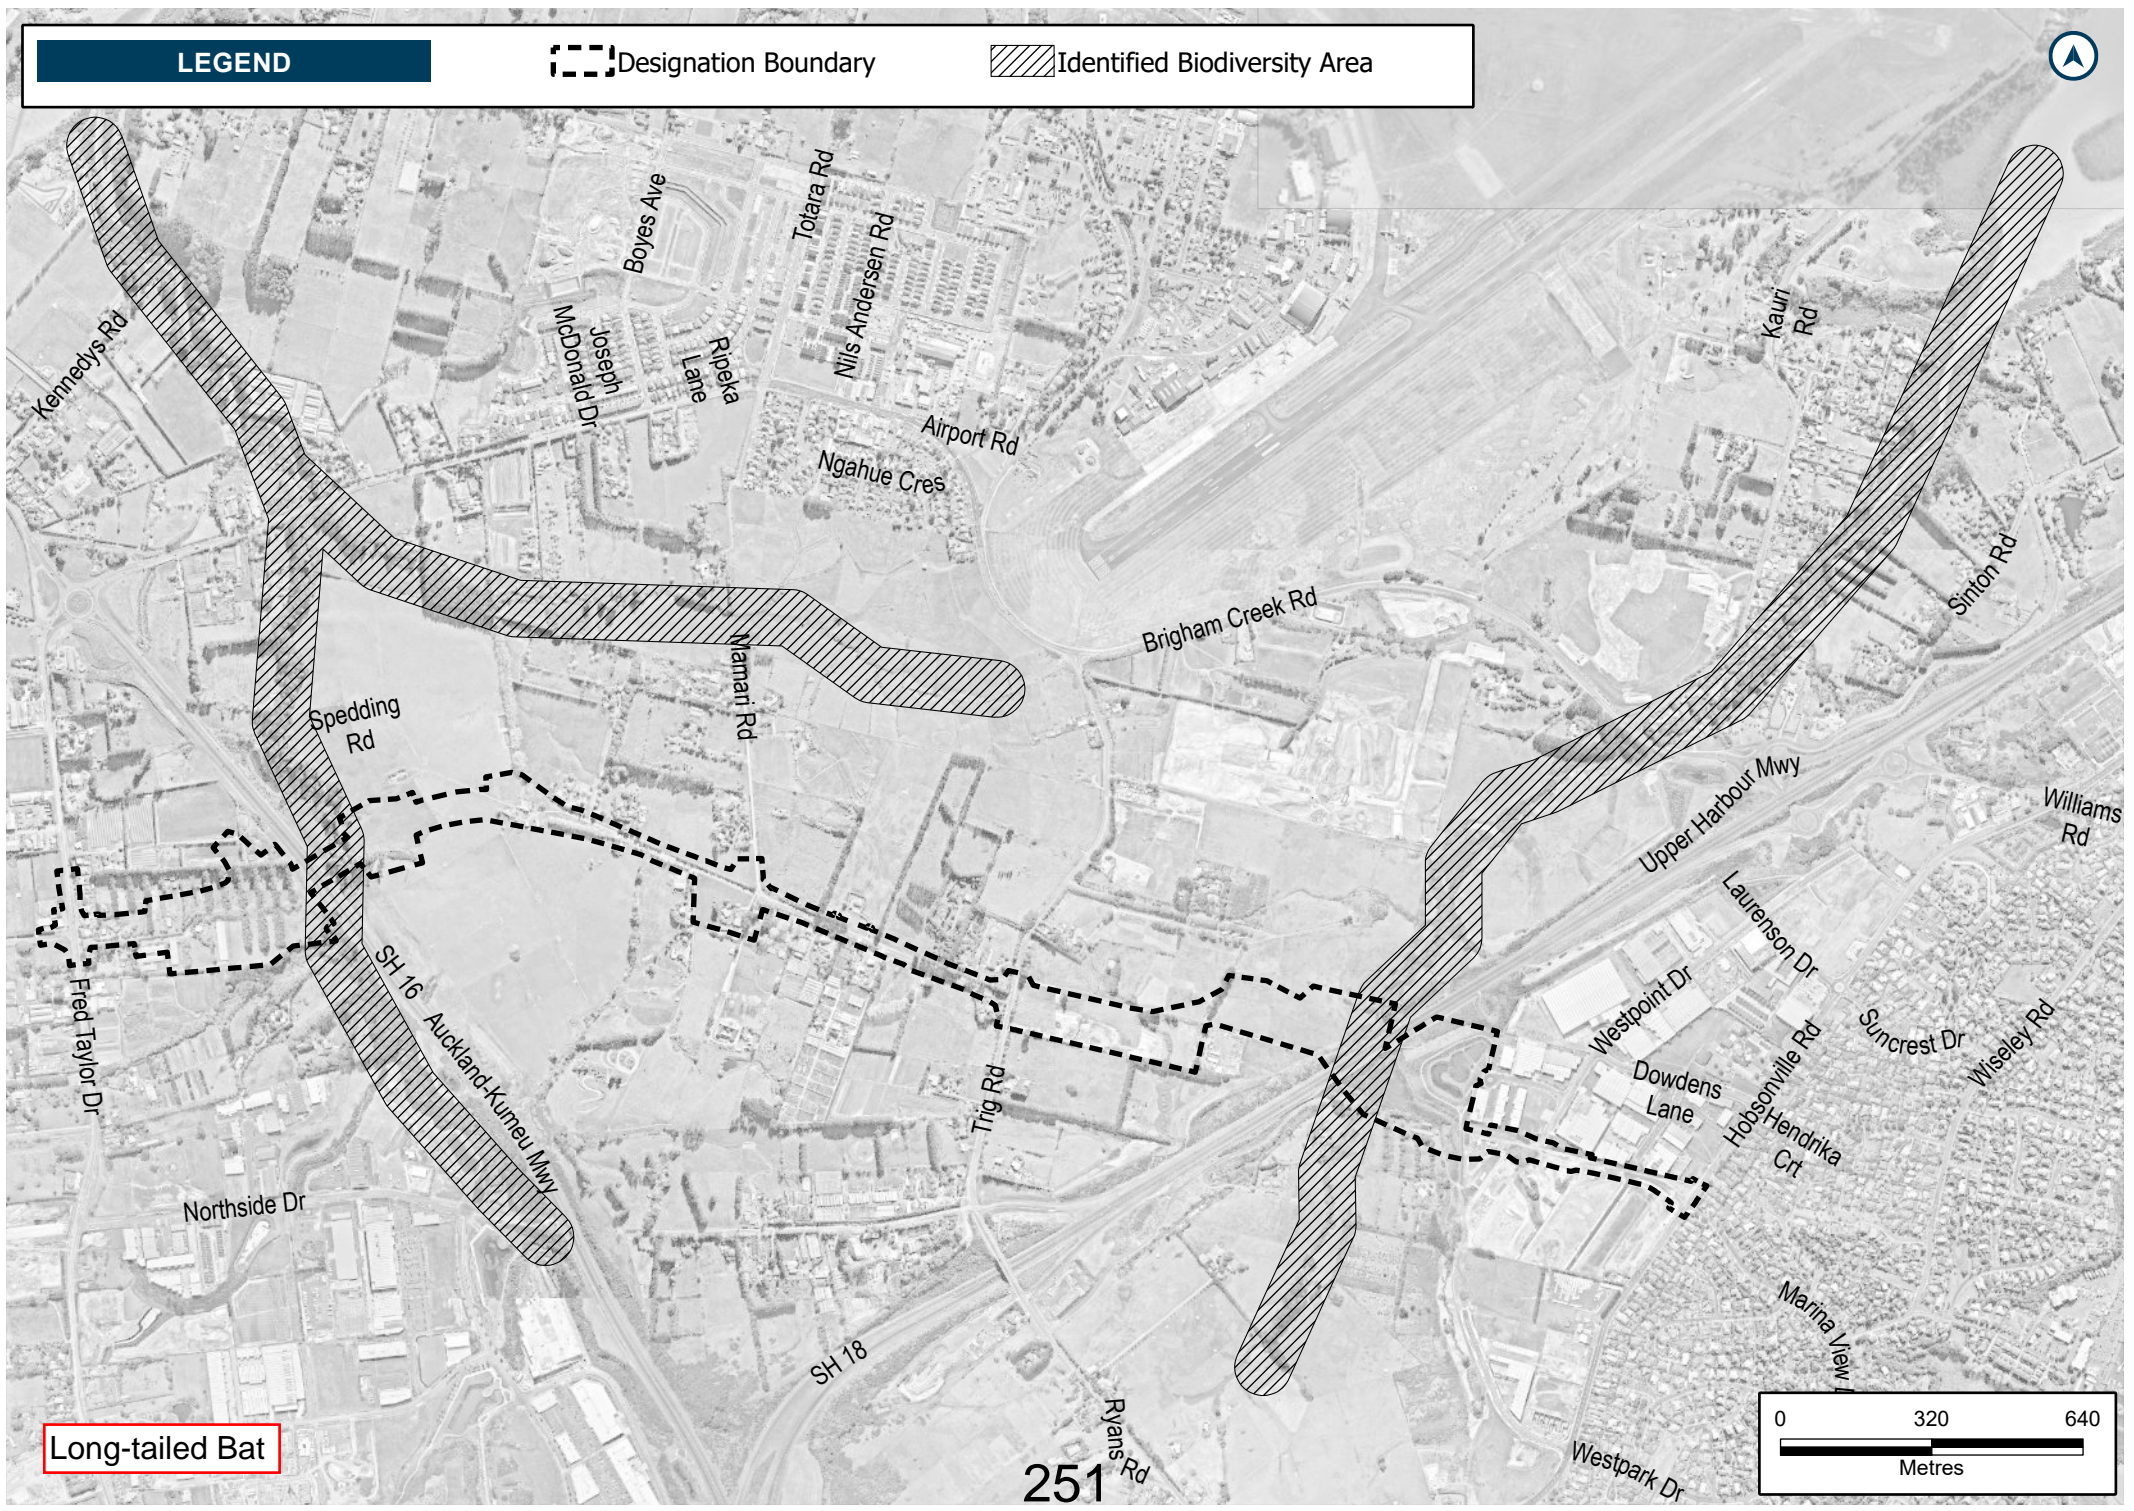 LEGEND
Designation Boundary
Identified Biodiversity Area
Boyes Ave
Totara Rd
Nils Andersen Rd
Kauri
Rd
Kennedys Rd
Joseph
McDonald Dr
Ripeka
Lane
Airport Rd
Ngahue Cres
Sinton Rd
Brigham Creek Rd
Mamari Rd
Spedding
Rd
Upper Harbour Mwy
Williams
Rd
Laurenson Dr
Westpoint Dr
Suncrest Dr
Wiseley Rd
SH 16
Auckland-Kumeu Mwy
Fred Taylor Dr
Trig Rd
Dowdens
Lane
Hobsonville Rd
Hendrika
Crt
Northside Dr
Marina View
SH 18
Ryans Rd
Westpark Dr
Long-tailed Bat
251
0 320 640
Metres